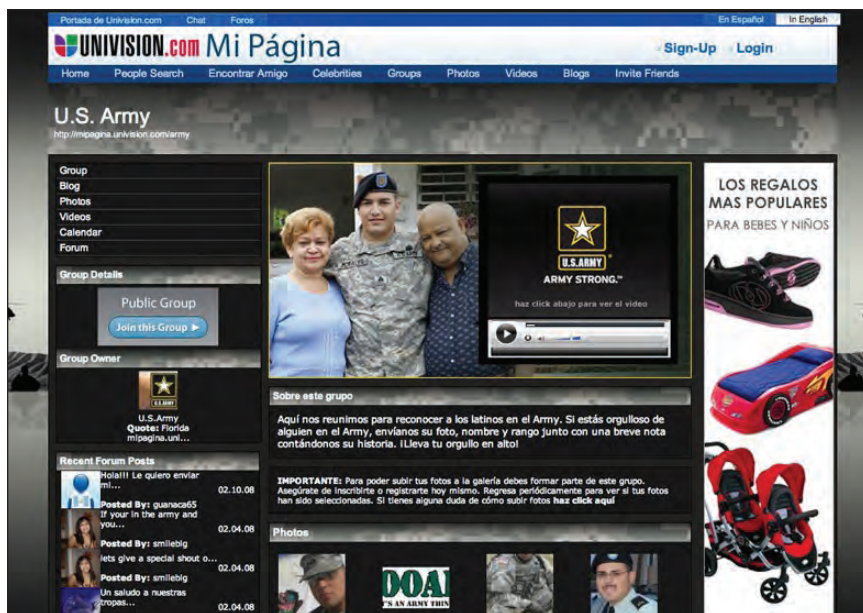 Portada de Univision.com Chat Foros
En Español In English
UNIVISION.com Mi Página
Sign-Up Login
Home People Search Encontrar Amigo Celebrities Groups Photos Videos Blogs Invite Friends
U.S. Army
http://mipagina.univision.com/army
Group
Blog
Photos
Videos
Calendar
Forum
Group Details
Public Group
Join this Group
Group Owner
U.S.ARMY
U.S.Army
Quote: Florida
mipagina.uni...
Recent Forum Posts
Hola!!! Le quiero enviar
mi...
02.10.08
Posted By: guanaca65
If your in the army and
you...
02.04.08
Posted By: smilebig
lets give a special shout o...
02.04.08
Posted By: smilebig
Un saludo a nuestras
tropas...
02.04.08
U.S.ARMY
ARMY STRONG.™
haz click abajo para ver el video
Sobre este grupo
Aquí nos reunimos para reconocer a los latinos en el Army. Si estás orgulloso de
alguien en el Army, envíanos su foto, nombre y rango junto con una breve nota
contándonos su historia. ¡Lleva tu orgullo en alto!
IMPORTANTE: Para poder subir tus fotos a la galería debes formar parte de este grupo.
Asegúrate de inscribirte o registrarte hoy mismo. Regresa periódicamente para ver si tus fotos
han sido seleccionadas. Si tienes alguna duda de cómo subir fotos haz click aquí
Photos
LOS REGALOS
MAS POPULARES
PARA BEBES Y NIÑOS